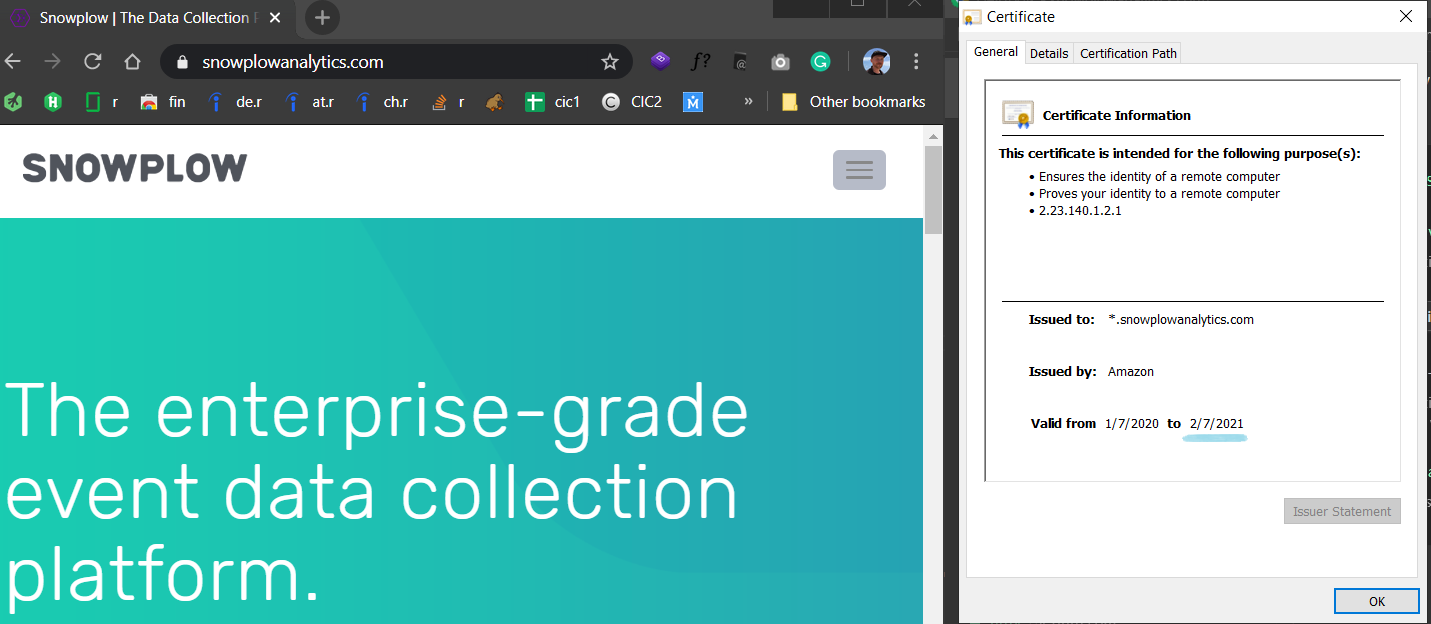 Snowplow | The Data Collection
snowplowanalytics.com
r
fin
de.r
at.r
ch.r
r
cic1
CIC2
»
Other bookmarks
SNOWPLOW
The enterprise-grade
event data collection
platform.
Certificate
General Details Certification Path
Certificate Information
This certificate is intended for the following purpose(s):
• Ensures the identity of a remote computer
• Proves your identity to a remote computer
• 2.23.140.1.2.1
Issued to: *.snowplowanalytics.com
Issued by: Amazon
Valid from 1/7/2020 to 2/7/2021
Issuer Statement
OK